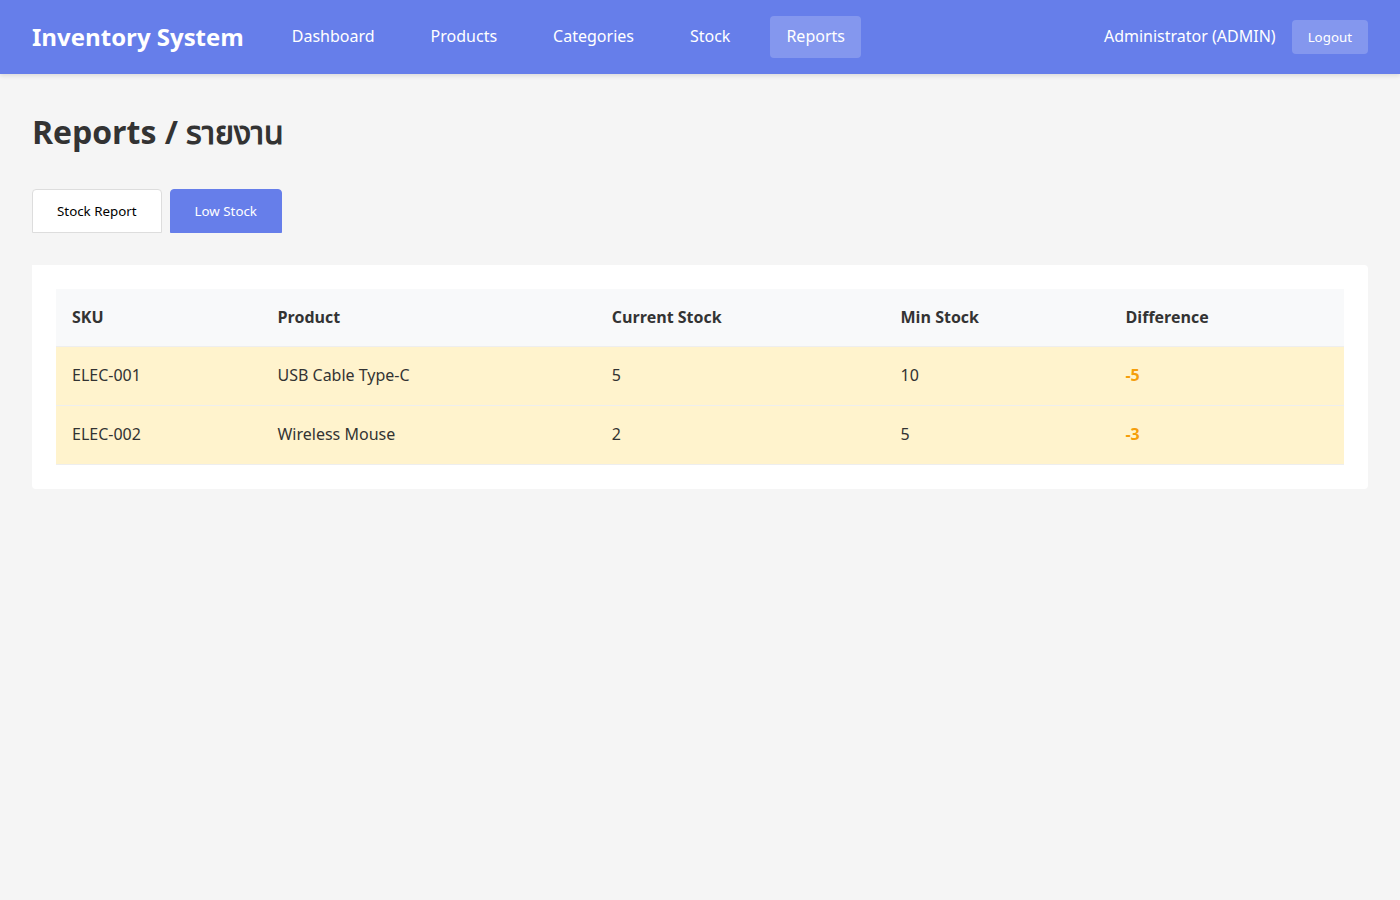 Inventory System Dashboard Products Categories Stock Reports Administrator (ADMIN) Logout
Reports / รายงาน
Stock Report Low Stock
SKU Product Current Stock Min Stock Difference
ELEC-001 USB Cable Type-C 5 10 -5
ELEC-002 Wireless Mouse 2 5 -3